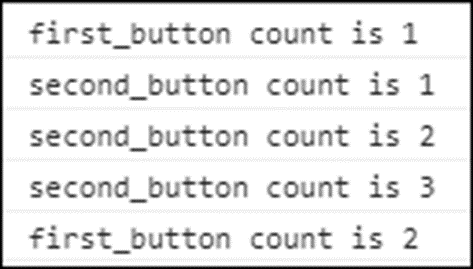 first_button count is 1
second_button count is 1
second_button count is 2
second_button count is 3
first_button count is 2